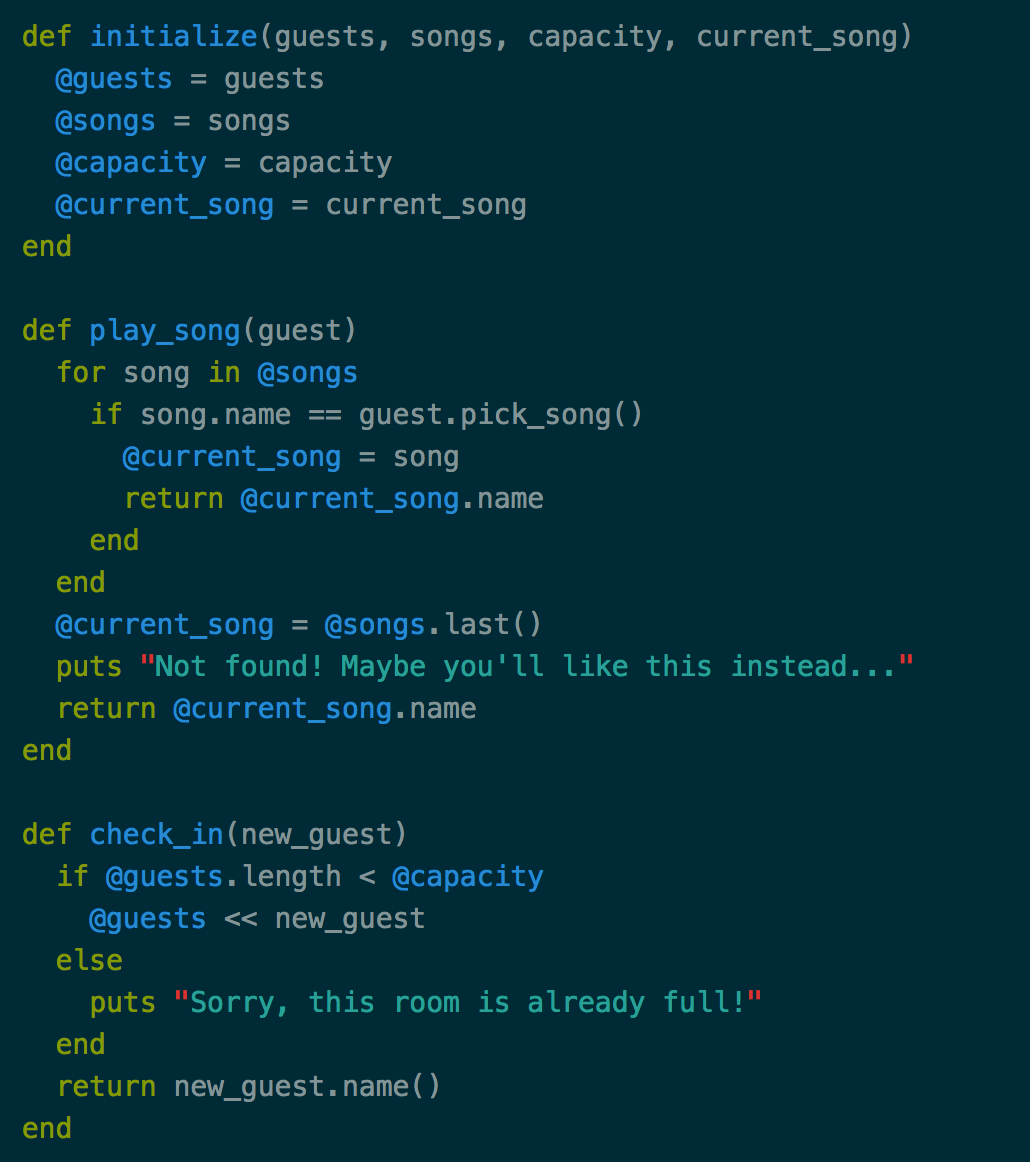 def initialize(guests, songs, capacity, current_song)
  @guests = guests
  @songs = songs
  @capacity = capacity
  @current_song = current_song
end

def play_song(guest)
  for song in @songs
    if song.name == guest.pick_song()
      @current_song = song
      return @current_song.name
    end
  end
  @current_song = @songs.last()
  puts "Not found! Maybe you'll like this instead..."
  return @current_song.name
end

def check_in(new_guest)
  if @guests.length < @capacity
    @guests << new_guest
  else
    puts "Sorry, this room is already full!"
  end
  return new_guest.name()
end